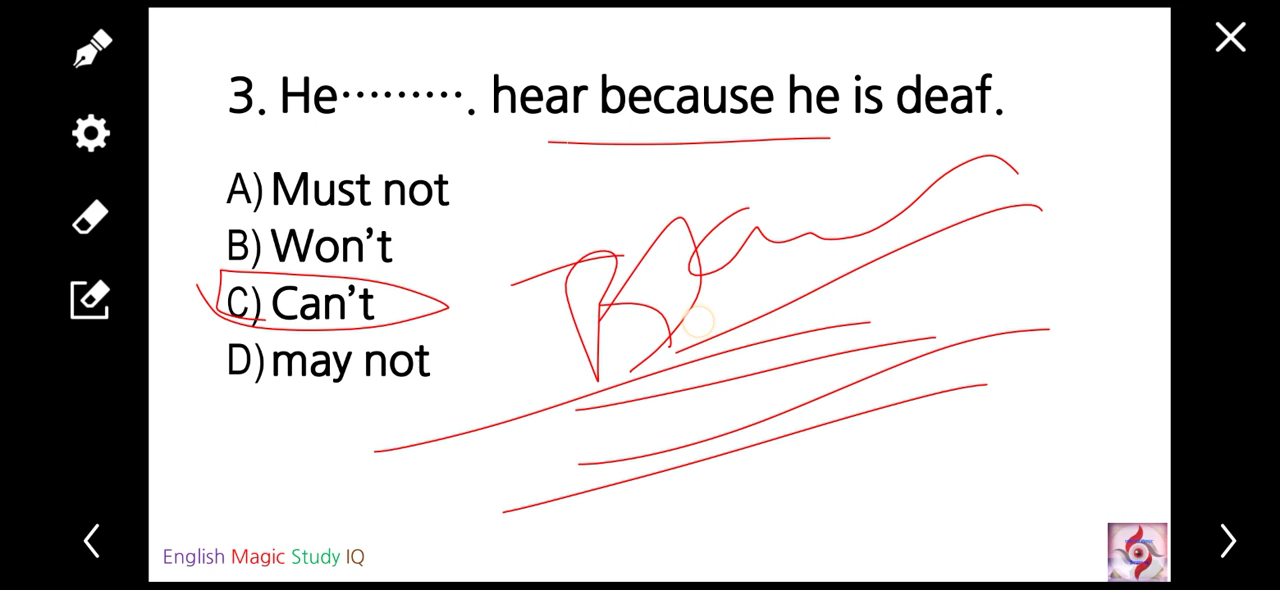 3. He·········. hear because he is deaf.
A) Must not
B) Won't
C) Can't
D) may not
English Magic Study IQ